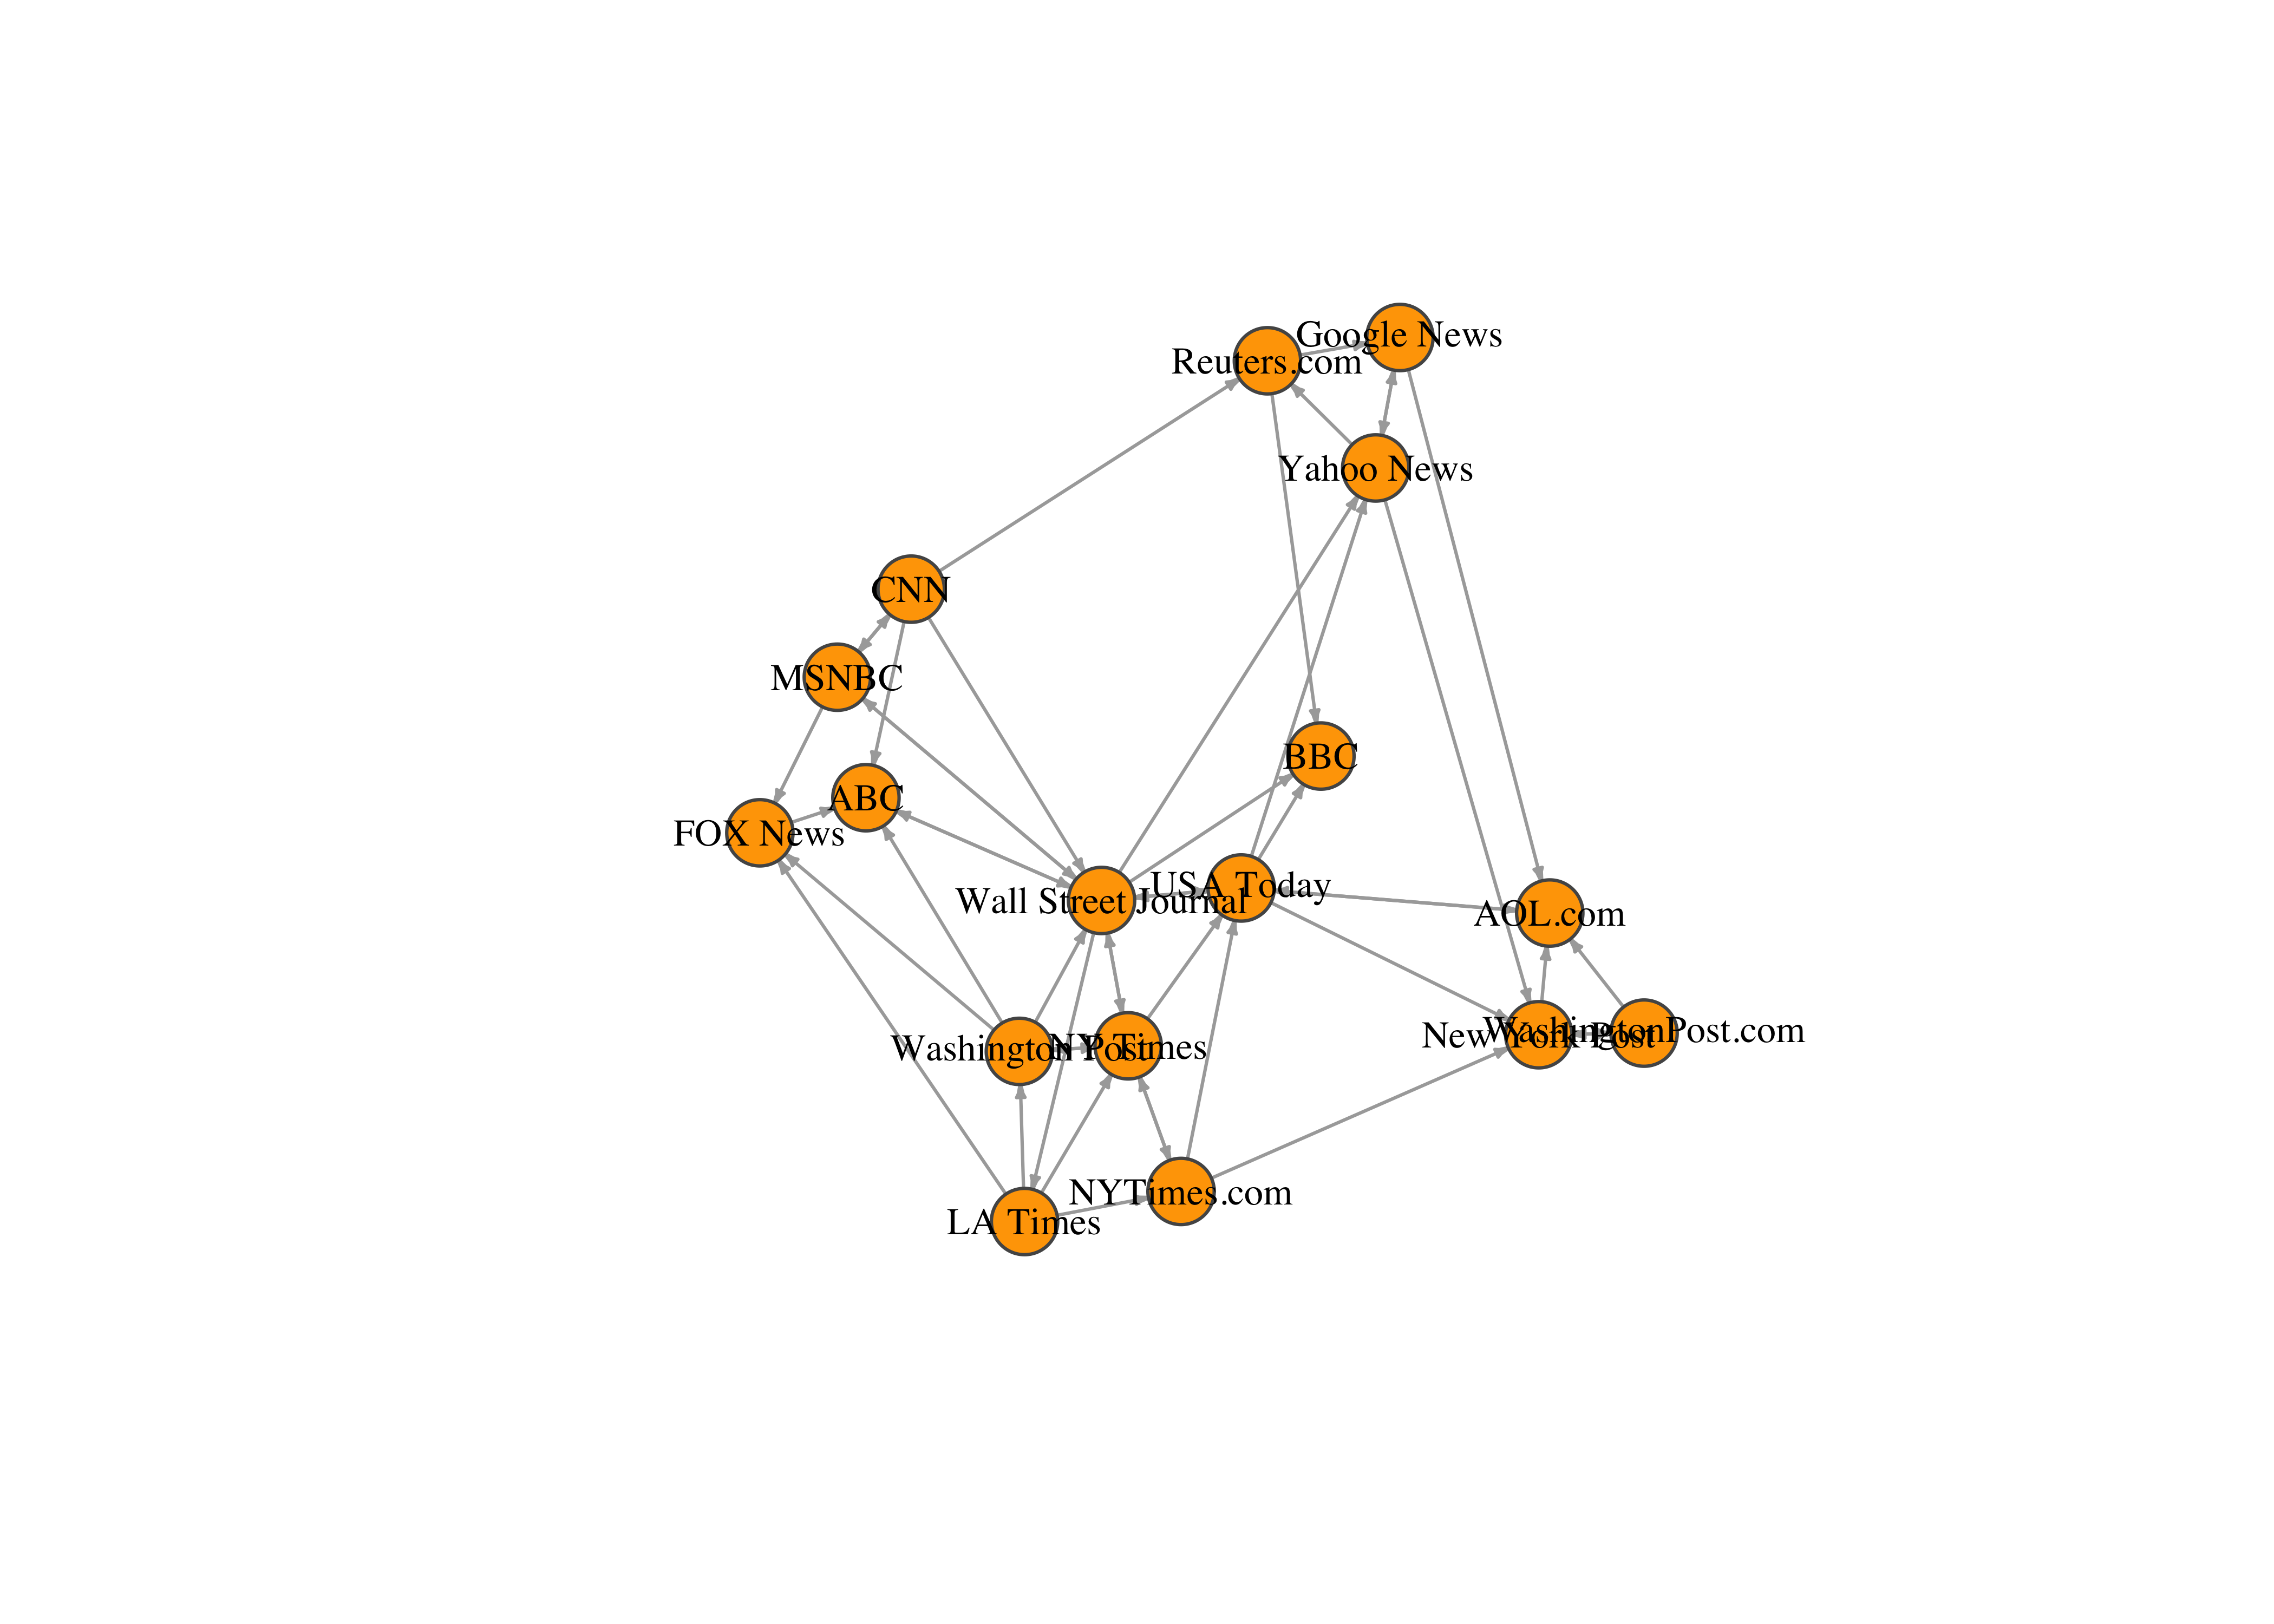 Google News
Reuters.com
Yahoo News
CNN
MSNBC
BBC
ABC
FOX News
USA Today
Wall Street Journal
AOL.com
WashingtonPost.com
New York Post
Washington Post
NY Times
NYTimes.com
LA Times